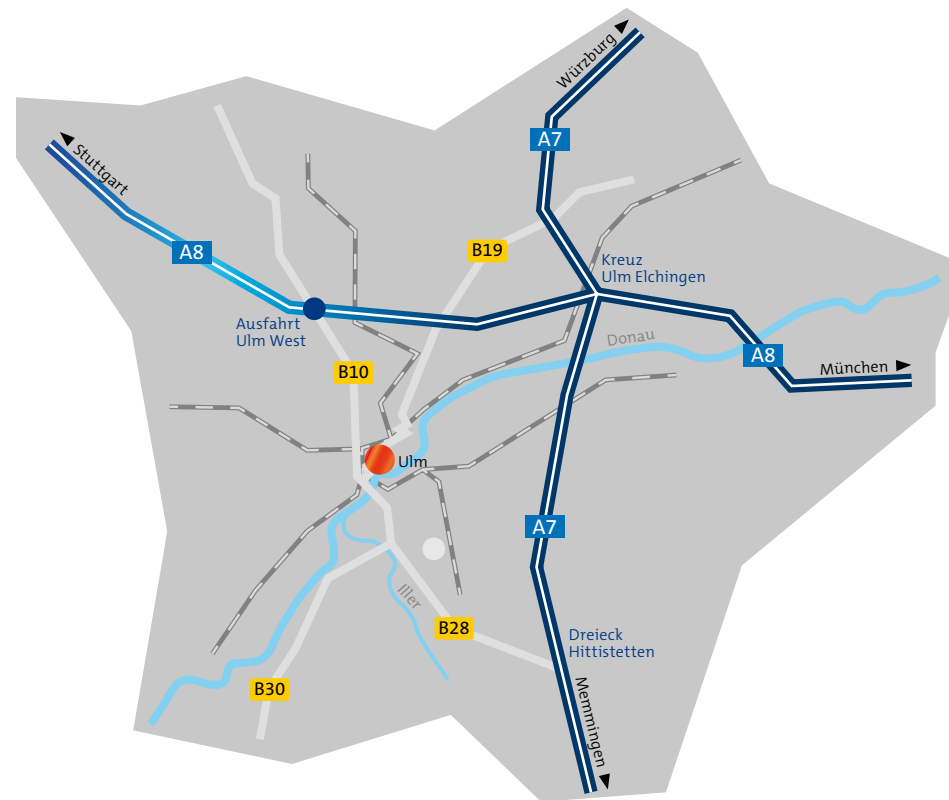 Würzburg
A7
Stuttgart
A8
B19
Kreuz
Ulm Elchingen
Ausfahrt
Ulm West
Donau
A8
München
B10
Ulm
A7
Iller
B28
Dreieck
Hittistetten
B30
Memmingen